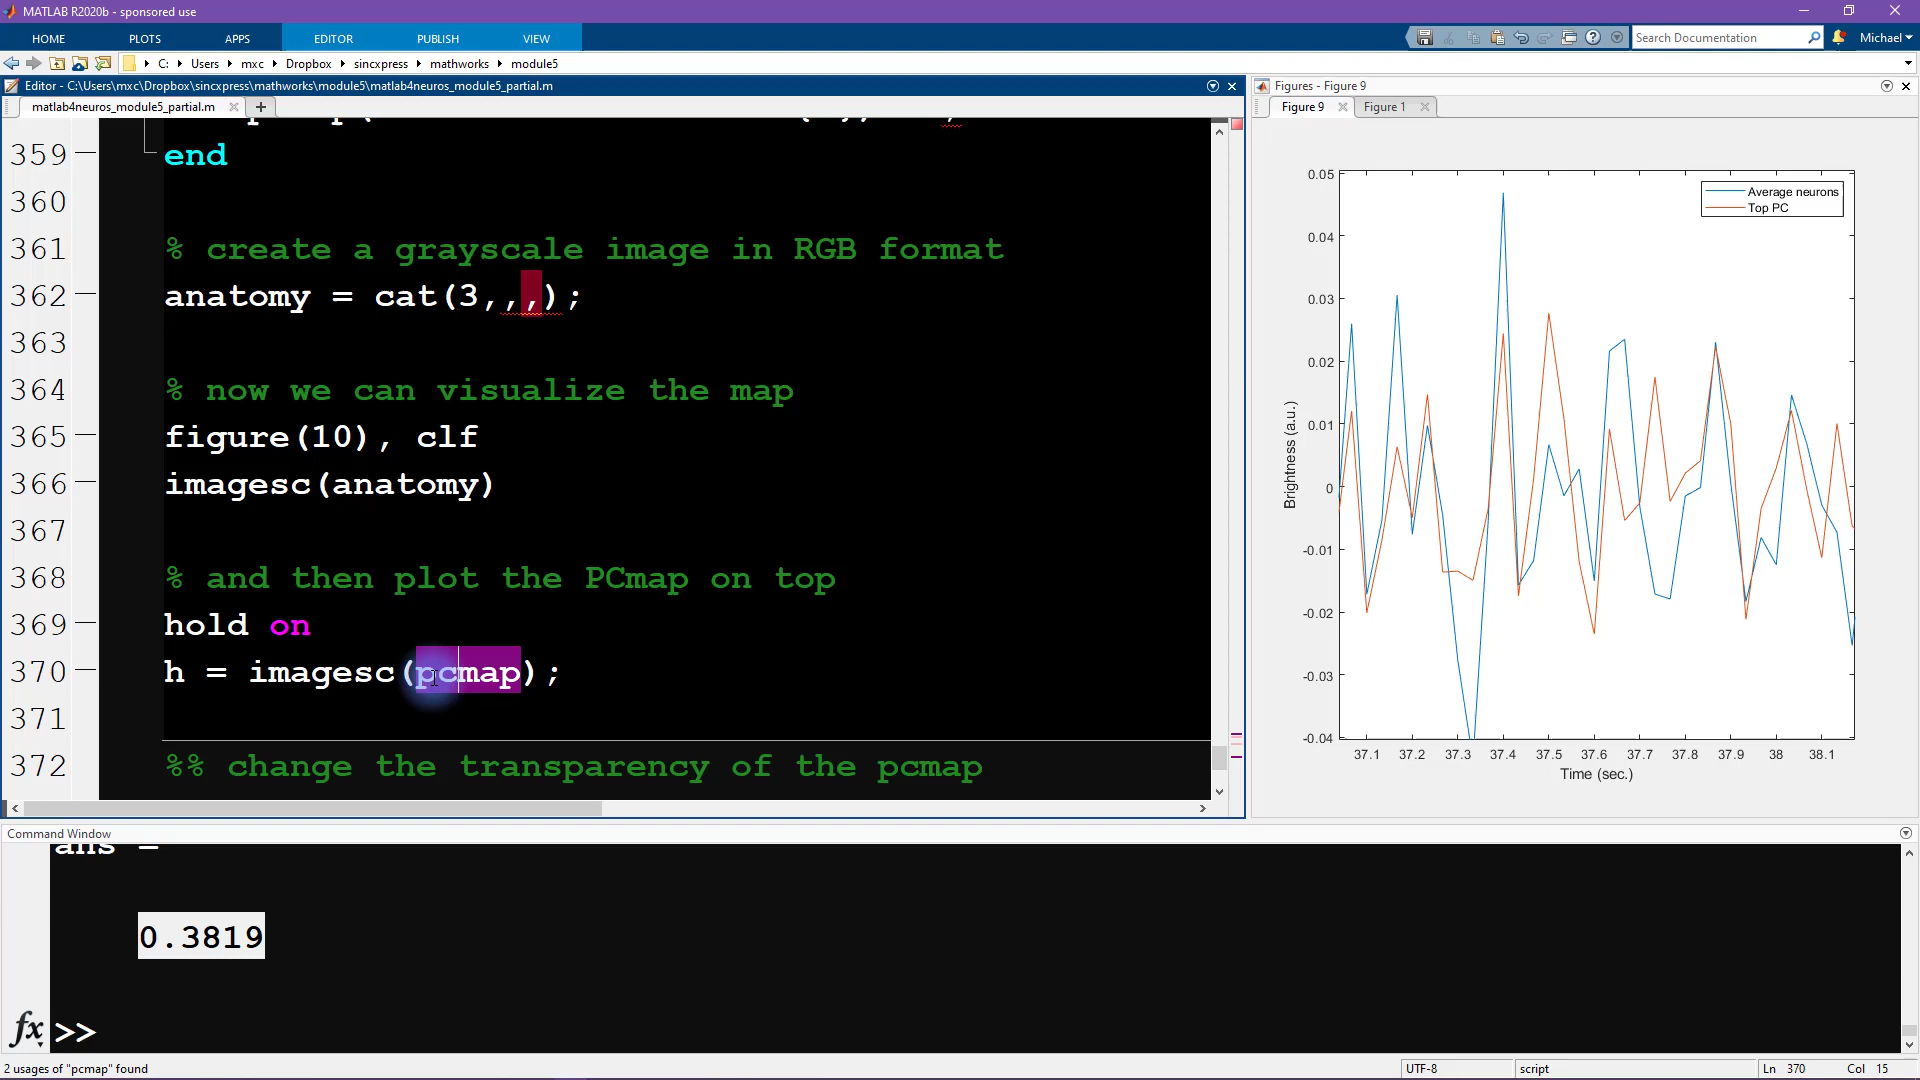 MATLAB R2020b - sponsored use
HOME PLOTS APPS EDITOR PUBLISH VIEW
Search Documentation
Michael
C: Users mxc Dropbox sincxpress mathworks module5
Editor - C:\Users\mxc\Dropbox\sincxpress\mathworks\module5\matlab4neuros_module5_partial.m
matlab4neuros_module5_partial.m
359 end
360
361 % create a grayscale image in RGB format
362 anatomy = cat(3,,,);
363
364 % now we can visualize the map
365 figure(10), clf
366 imagesc(anatomy)
367
368 % and then plot the PCmap on top
369 hold on
370 h = imagesc(pcmap);
371
372 %% change the transparency of the pcmap
Figures - Figure 9
Figure 9 Figure 1
Average neurons
Top PC
0.05
0.04
0.03
0.02
0.01
0
-0.01
-0.02
-0.03
-0.04
Brightness (a.u.)
37.1 37.2 37.3 37.4 37.5 37.6 37.7 37.8 37.9 38 38.1
Time (sec.)
Command Window
ans =
0.3819
fx >>
2 usages of "pcmap" found
UTF-8 script Ln 370 Col 15